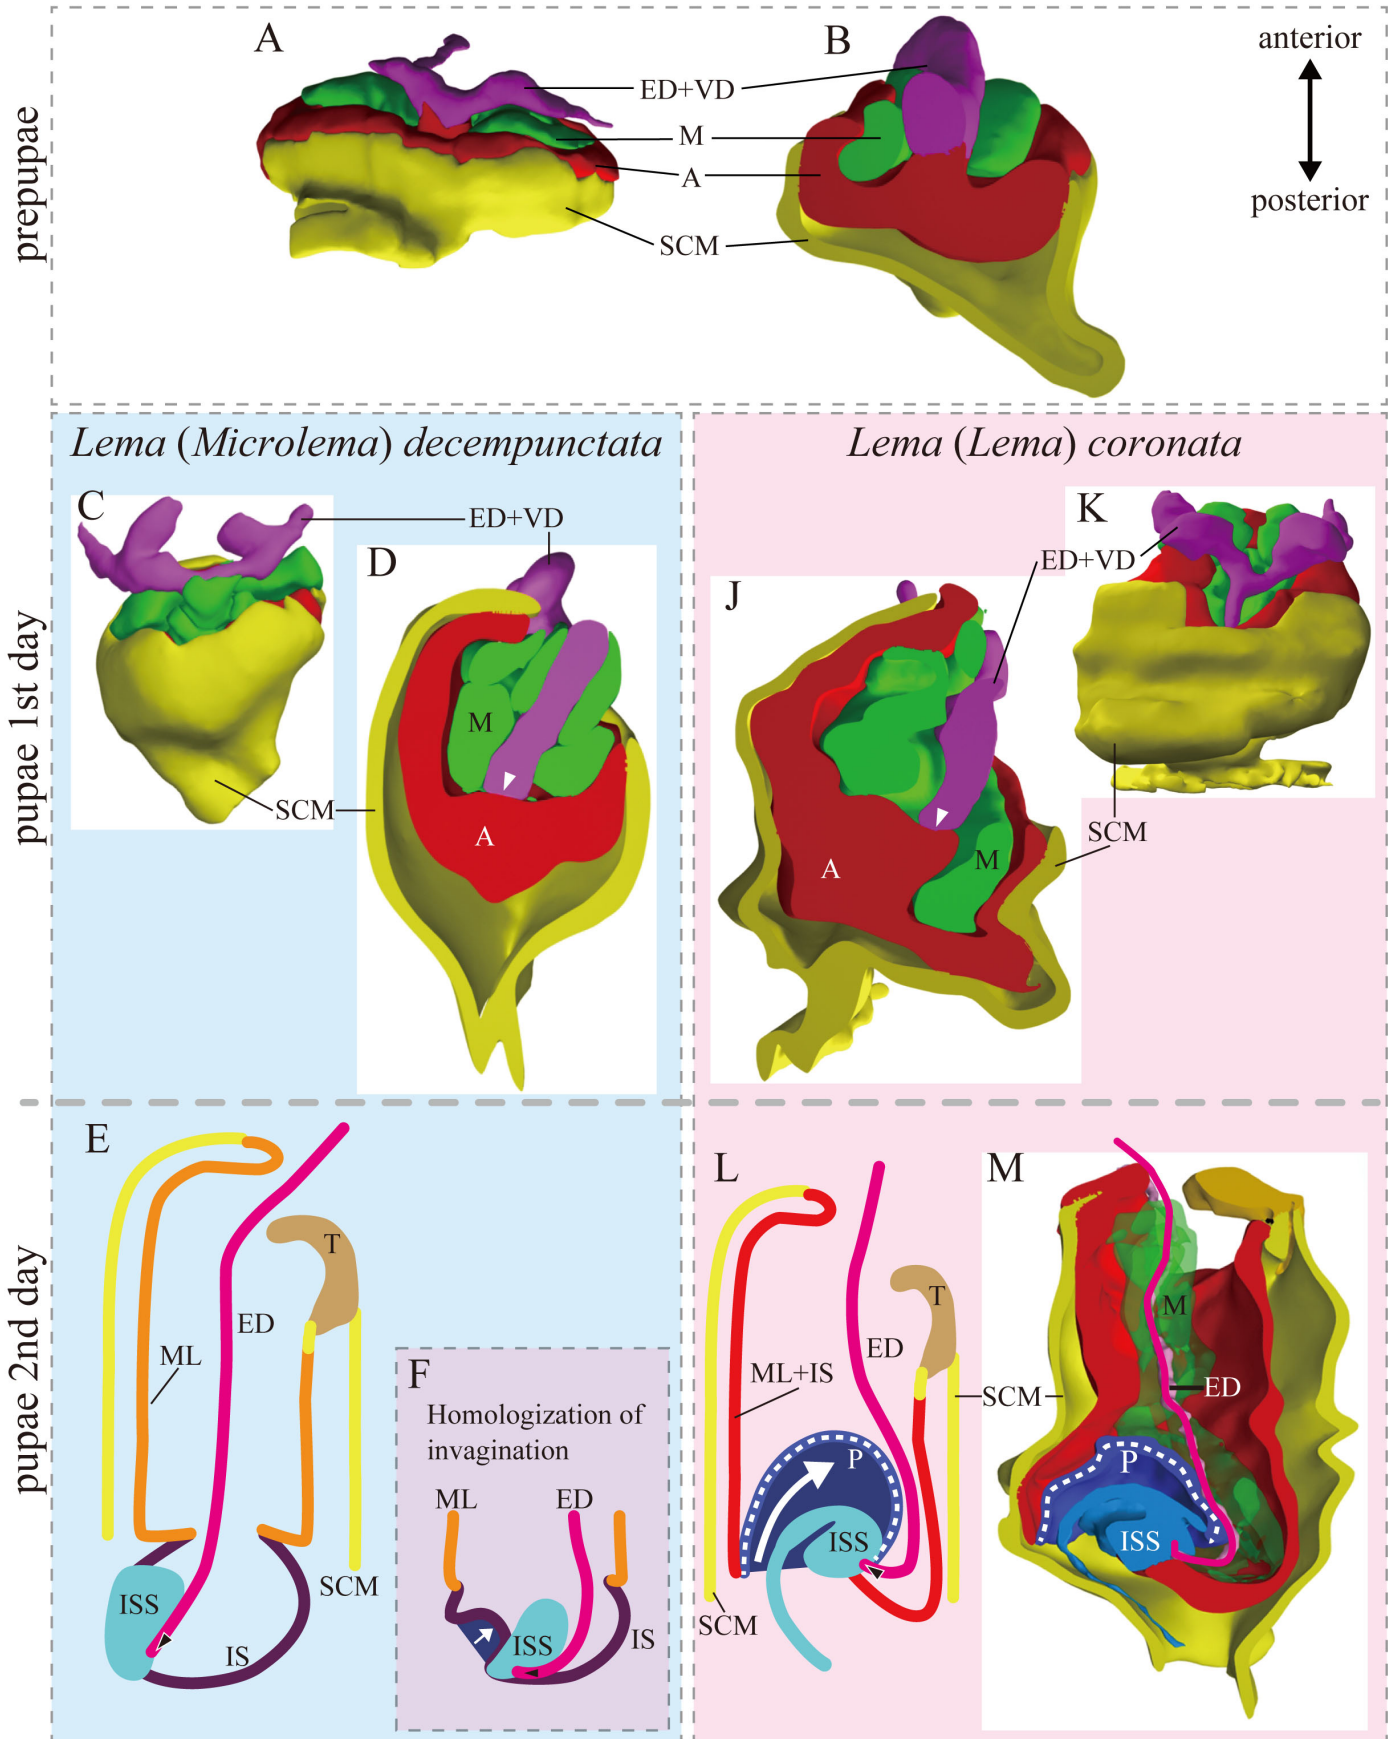 prepupae
A
B
anterior
posterior
ED+VD
M
A
SCM
pupae 1st day
Lema (Microlema) decempunctata
Lema (Lema) coronata
C
ED+VD
D
M
A
SCM
J
K
ED+VD
A
M
SCM
pupae 2nd day
E
T
ED
ML
ISS
IS
SCM
F
Homologization of
invagination
ML
ED
ISS
IS
L
T
ED
ML+IS
P
ISS
SCM
SCM
M
M
ED
P
ISS